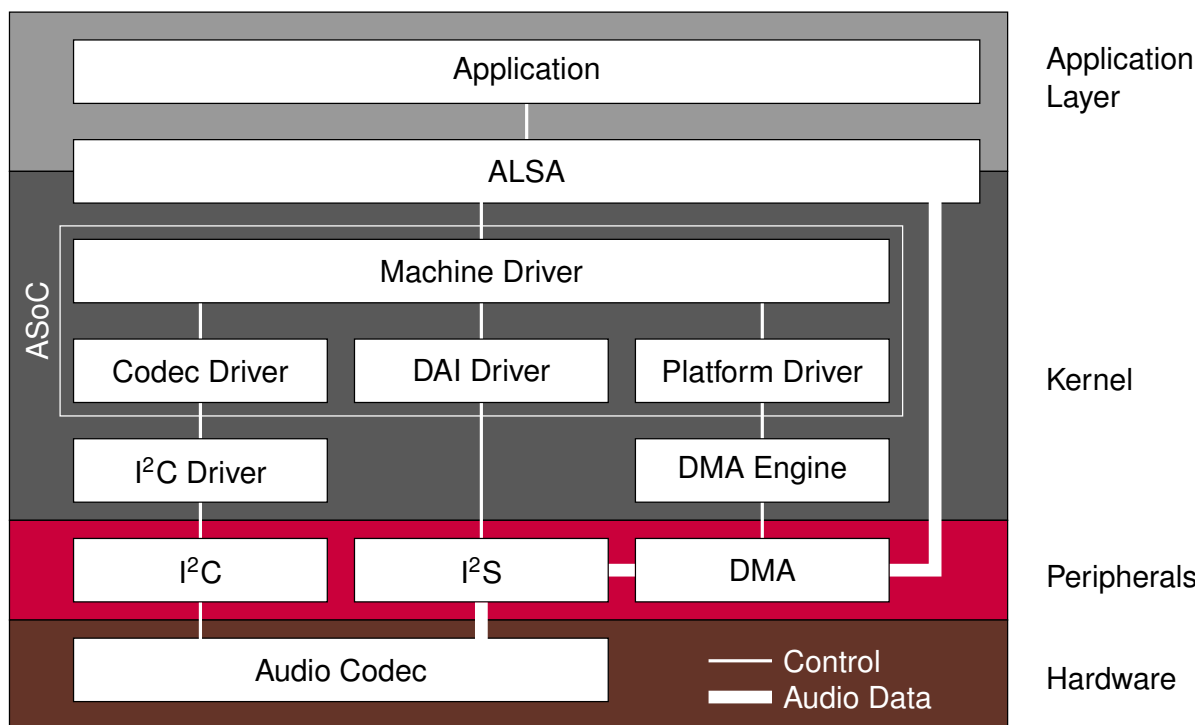 Application
Application
Layer
ALSA
Machine Driver
ASoC
Codec Driver
DAI Driver
Platform Driver
Kernel
I²C Driver
DMA Engine
I²C
I²S
DMA
Peripherals
Audio Codec
Control
Audio Data
Hardware